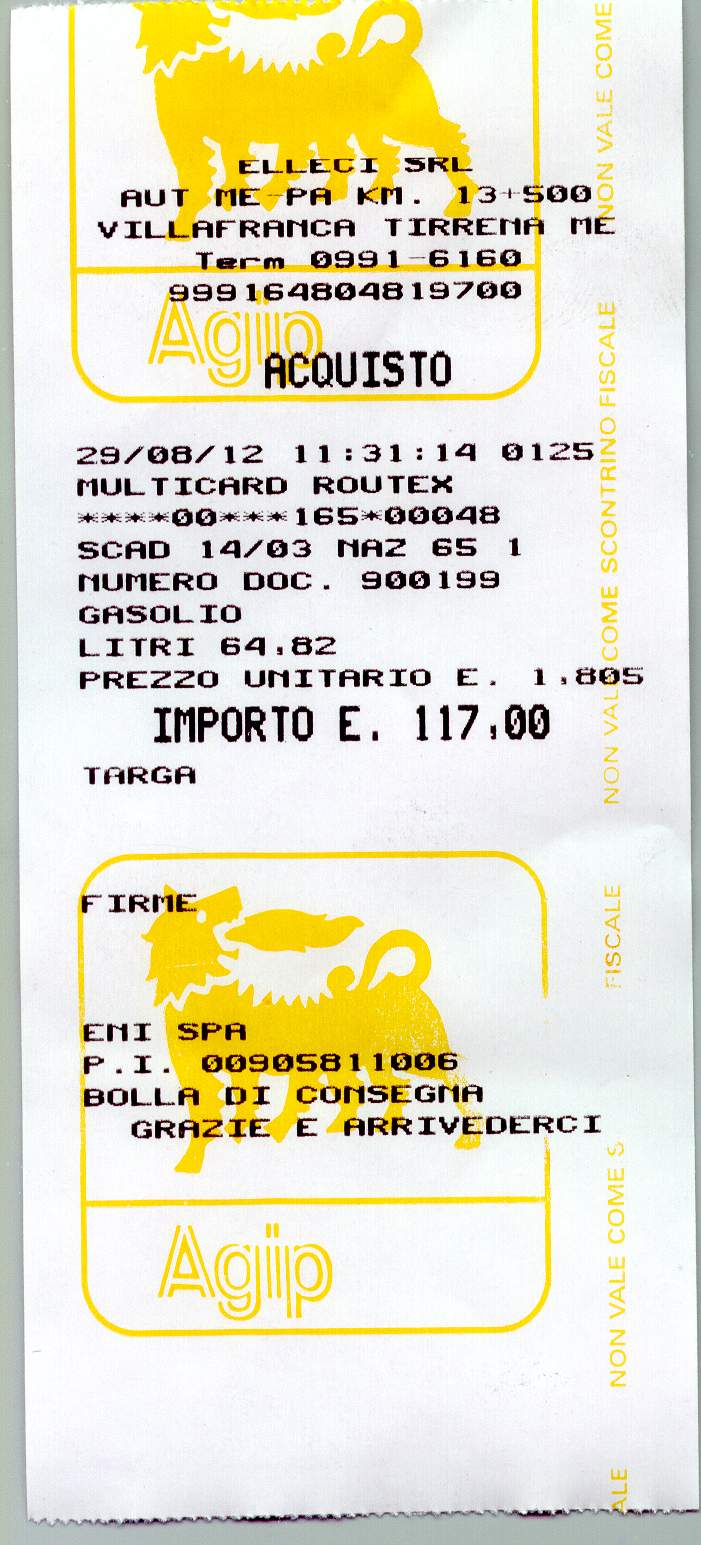 ELLECI SRL
AUT ME-PA KM. 13+500
VILLAFRANCA TIRRENA ME
Term 0991-6160
999164804819700
Agip
ACQUISTO
29/08/12 11:31:14 0125
MULTICARD ROUTEX
****00***165*00048
SCAD 14/03 NAZ 65 1
NUMERO DOC. 900199
GASOLIO
LITRI 64,82
PREZZO UNITARIO E. 1,805
IMPORTO E. 117,00
TARGA
FIRME
ENI SPA
P.I. 00905811006
BOLLA DI CONSEGNA
GRAZIE E ARRIVEDERCI
Agip
NON VALE COME SCONTRINO FISCALE
NON VALE COME
FISCALE
NON VALE COME S
ALE